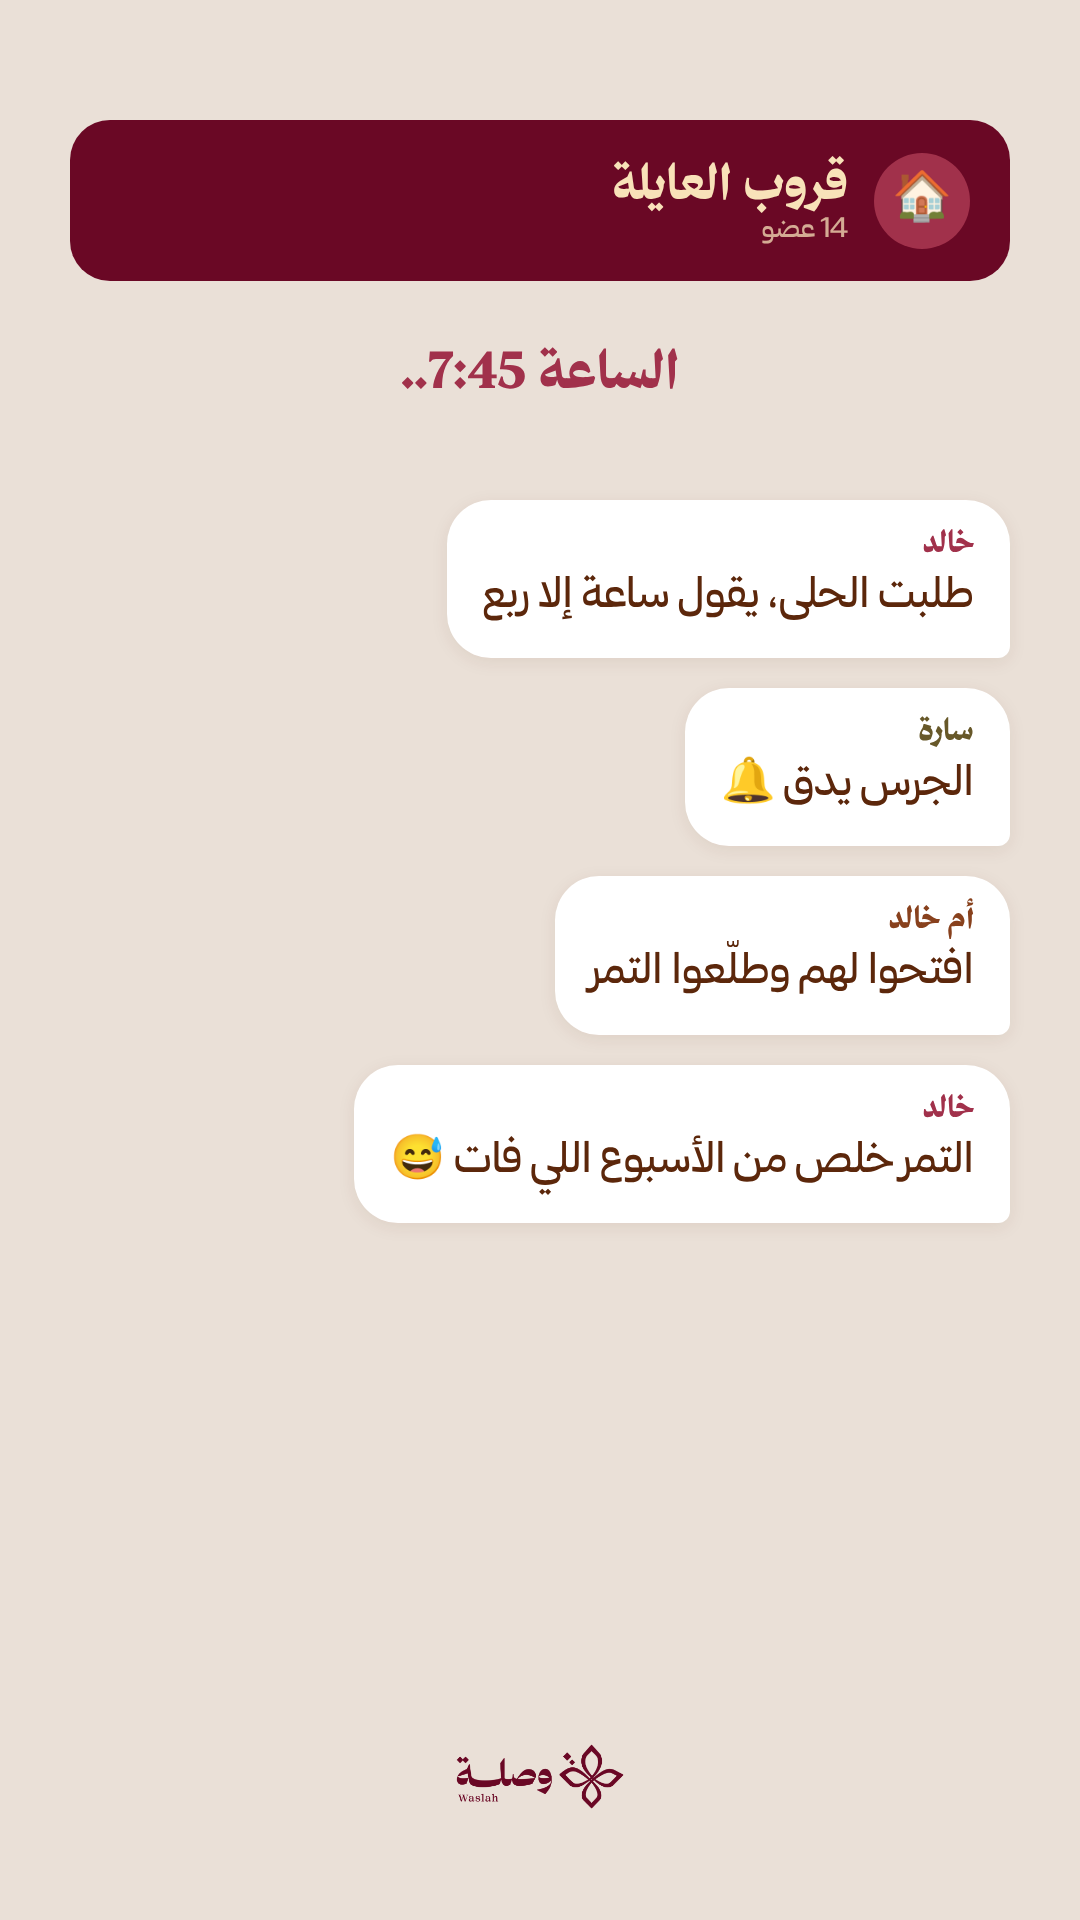 قروب العايلة
14 عضو
الساعة 7:45..
خالد
طلبت الحلى، يقول ساعة إلا ربع
سارة
الجرس يدق 🔔
أم خالد
افتحوا لهم وطلّعوا التمر
خالد
التمر خلص من الأسبوع اللي فات 😅
وصلة
Waslah